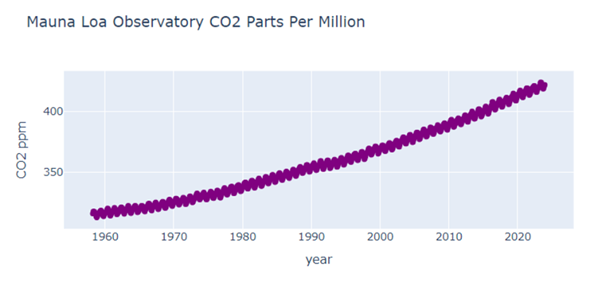 Mauna Loa Observatory CO2 Parts Per Million
400
350
CO2 ppm
1960 1970 1980 1990 2000 2010 2020
year